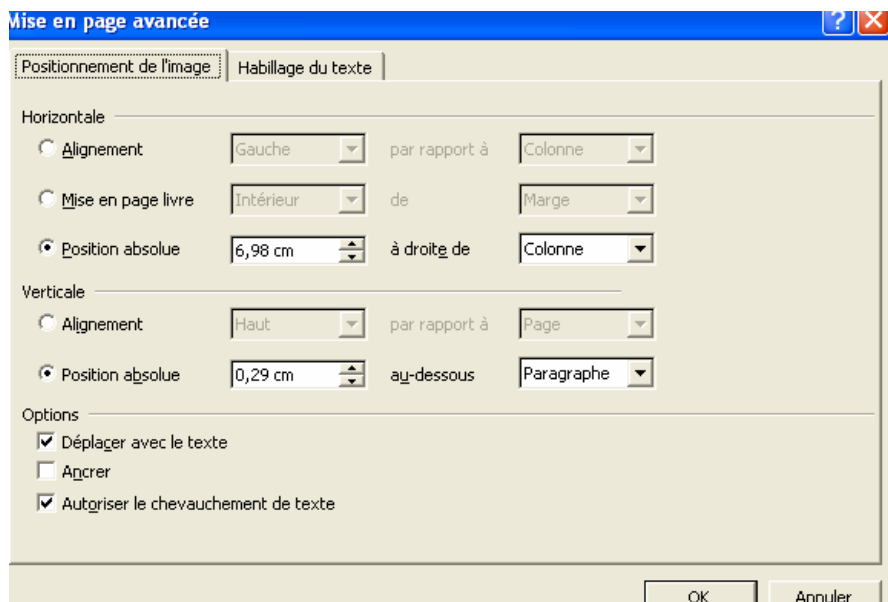 Mise en page avancée
Positionnement de l'image Habillage du texte
Horizontale
Alignement Gauche par rapport à Colonne
Mise en page livre Intérieur de Marge
Position absolue 6,98 cm à droite de Colonne
Verticale
Alignement Haut par rapport à Page
Position absolue 0,29 cm au-dessous Paragraphe
Options
Déplacer avec le texte
Ancrer
Autoriser le chevauchement de texte
OK Annuler